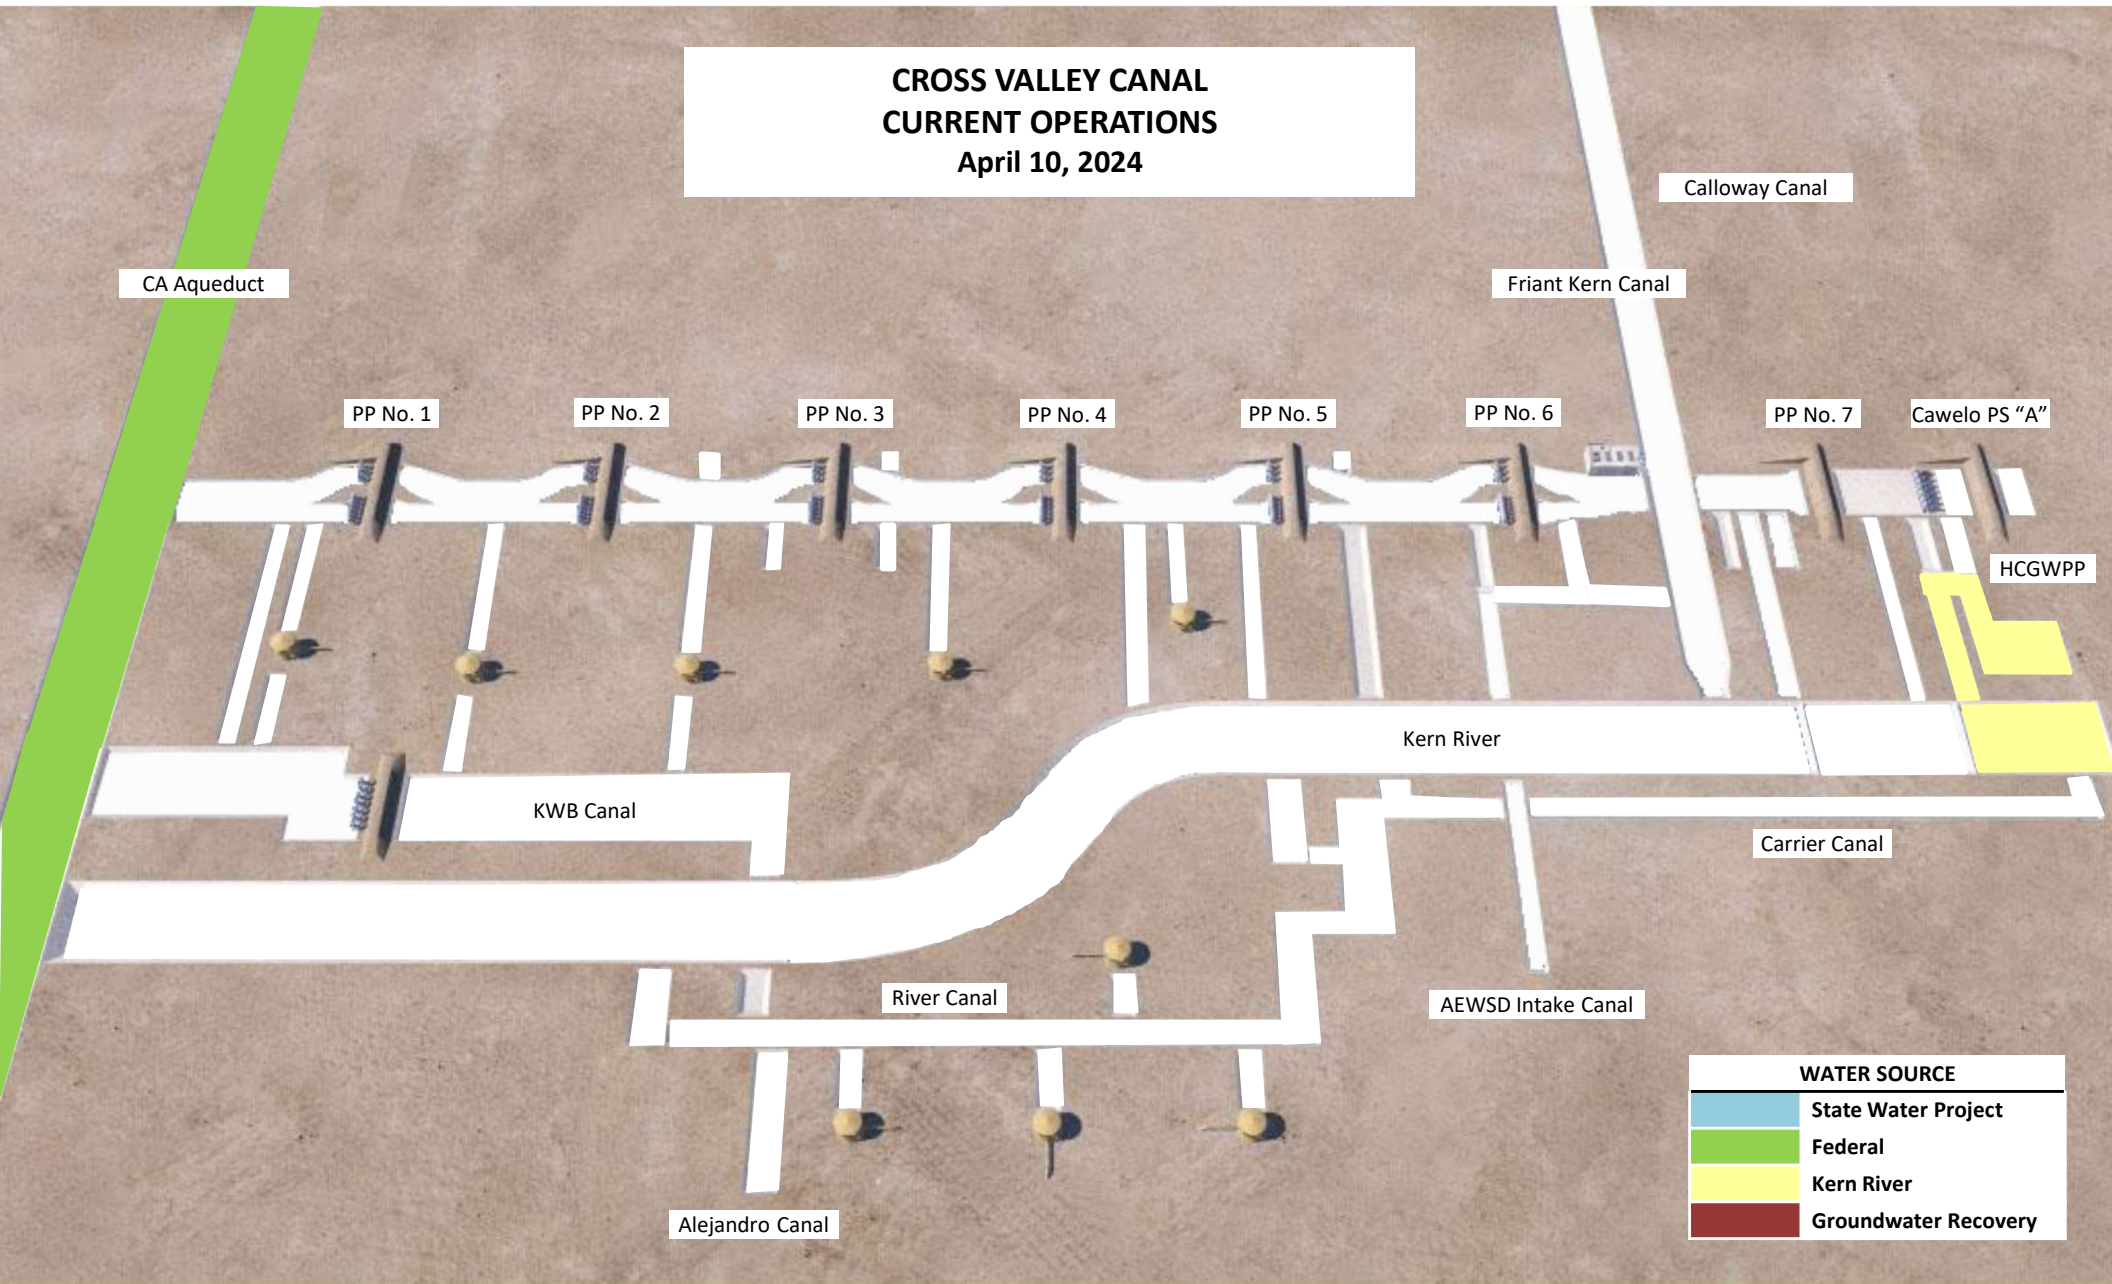 CROSS VALLEY CANAL
CURRENT OPERATIONS
April 10, 2024
Calloway Canal
CA Aqueduct
Friant Kern Canal
PP No. 1
PP No. 2
PP No. 3
PP No. 4
PP No. 5
PP No. 6
PP No. 7
Cawelo PS “A”
HCGWPP
Kern River
KWB Canal
Carrier Canal
River Canal
AEWSD Intake Canal
Alejandro Canal
WATER SOURCE
State Water Project
Federal
Kern River
Groundwater Recovery